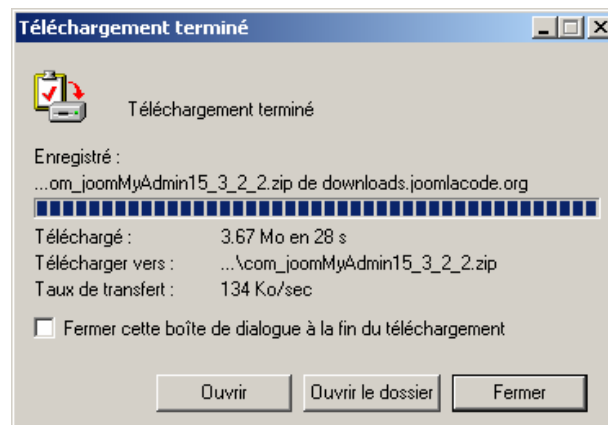 Téléchargement terminé
Téléchargement terminé
Enregistré :
...om_joomMyAdmin15_3_2_2.zip de downloads.joomlacode.org
Téléchargé : 3.67 Mo en 28 s
Télécharger vers : ...\com_joomMyAdmin15_3_2_2.zip
Taux de transfert : 134 Ko/sec
Fermer cette boîte de dialogue à la fin du téléchargement
Ouvrir Ouvrir le dossier Fermer